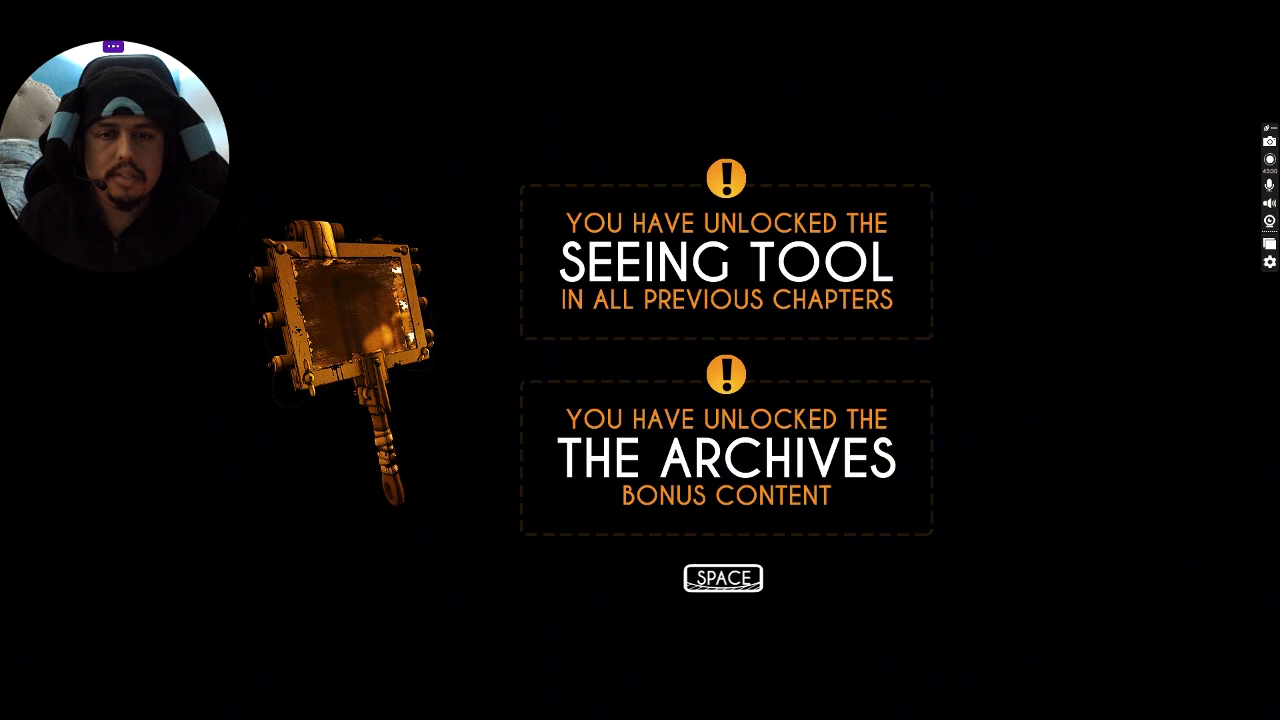 YOU HAVE UNLOCKED THE
SEEING TOOL
IN ALL PREVIOUS CHAPTERS
YOU HAVE UNLOCKED THE
THE ARCHIVES
BONUS CONTENT
SPACE